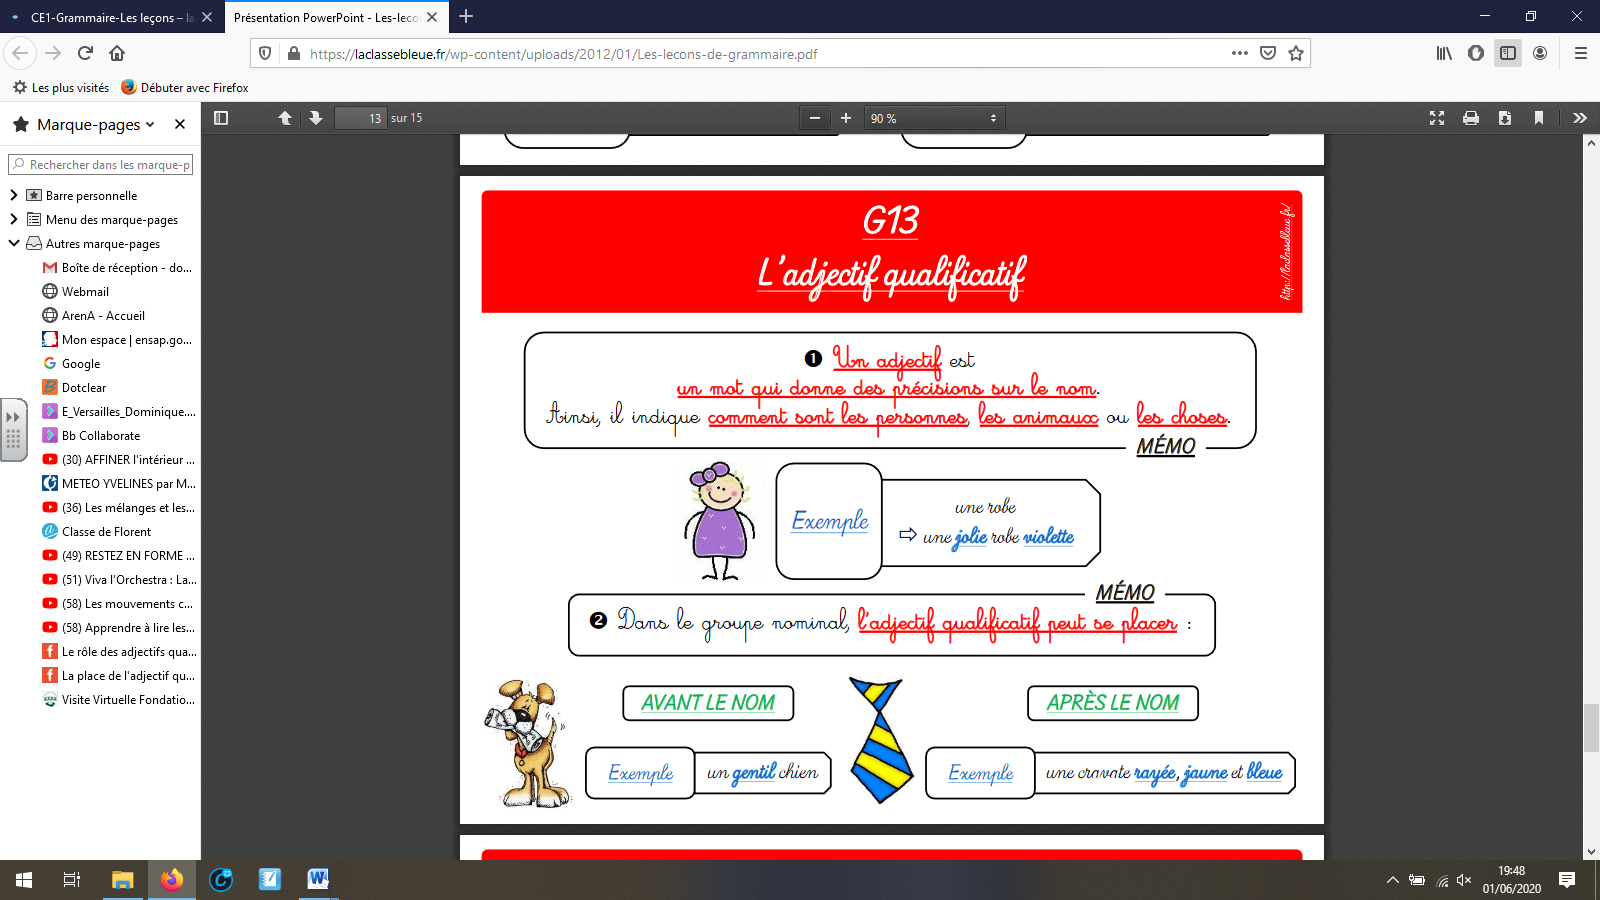 CE1-Grammaire-Les leçons – la
Présentation PowerPoint - Les-leco
https://laclassebleue.fr/wp-content/uploads/2012/01/Les-lecons-de-grammaire.pdf
Les plus visités
Débuter avec Firefox
Marque-pages
13 sur 15
90 %
Rechercher dans les marque-p
Barre personnelle
Menu des marque-pages
Autres marque-pages
Boîte de réception - do...
Webmail
ArenA - Accueil
Mon espace | ensap.go...
Google
Dotclear
E_Versailles_Dominique....
Bb Collaborate
(30) AFFINER l'intérieur ...
METEO YVELINES par M...
(36) Les mélanges et les...
Classe de Florent
(49) RESTEZ EN FORME ...
(51) Viva l'Orchestra : La...
(58) Les mouvements c...
(58) Apprendre à lire les...
Le rôle des adjectifs qua...
La place de l'adjectif qu...
Visite Virtuelle Fondatio...
G13
L'adjectif qualificatif
http://laclassebleue.fr/
❶ Un adjectif est
un mot qui donne des précisions sur le nom.
Ainsi, il indique comment sont les personnes, les animaux ou les choses.
MÉMO
Exemple
une robe
⇨ une jolie robe violette
MÉMO
❷ Dans le groupe nominal, l'adjectif qualificatif peut se placer :
AVANT LE NOM
APRÈS LE NOM
Exemple
un gentil chien
Exemple
une cravate rayée, jaune et bleue
19:48
01/06/2020